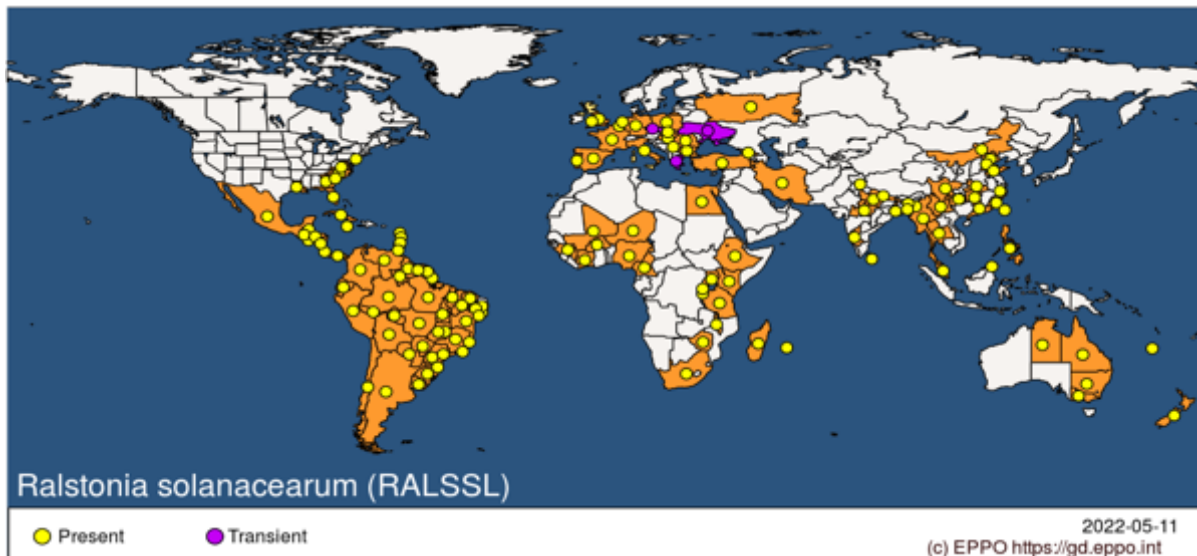 Ralstonia solanacearum (RALSSL)
Present
Transient
2022-05-11
(c) EPPO https://gd.eppo.int